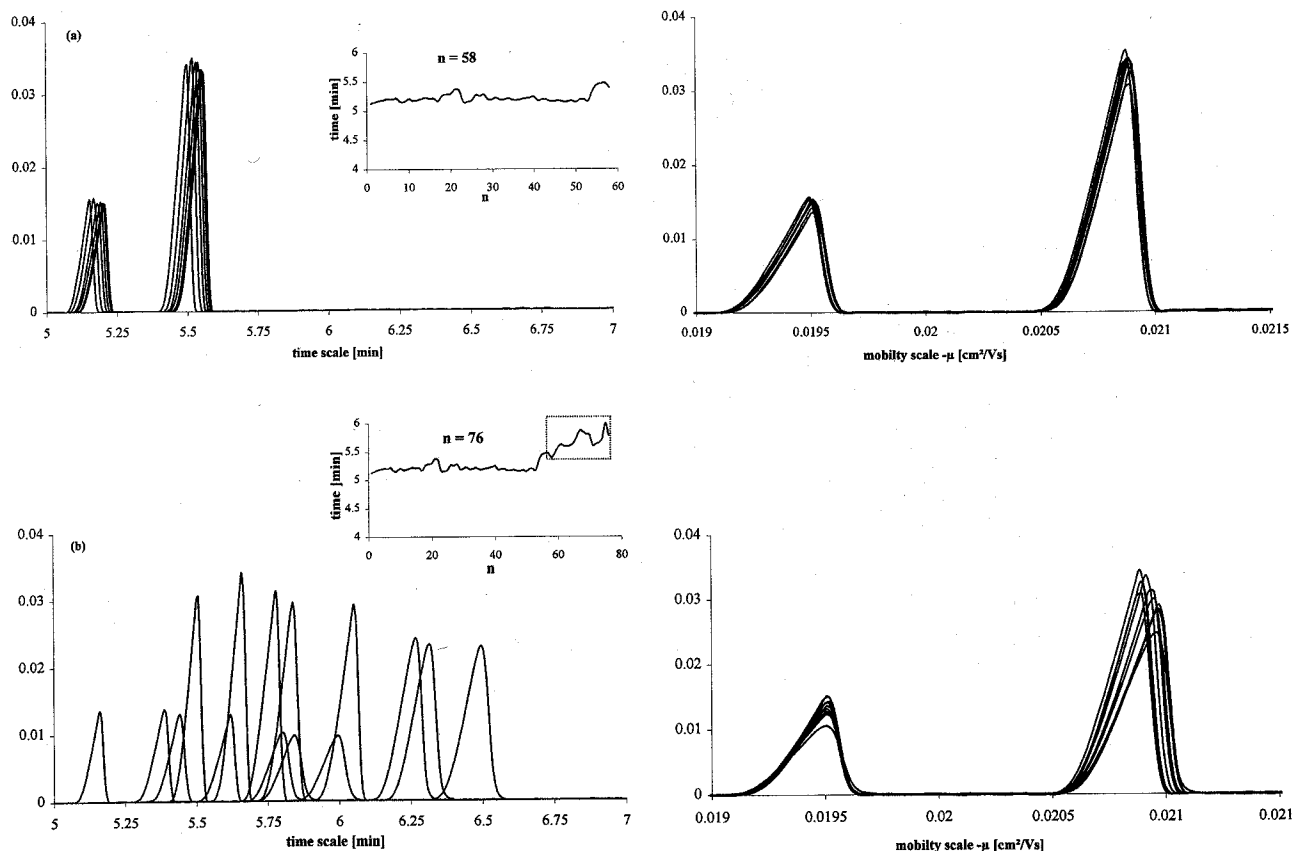 (a)
0.04
0.03
0.02
0.01
0
n = 58
time [min]
6
5.5
5
4.5
4
0 10 20 30 40 50 60
n
5 5.25 5.5 5.75 6 6.25 6.5 6.75 7
time scale [min]
0.04
0.03
0.02
0.01
0
0.019 0.0195 0.02 0.0205 0.021 0.0215
mobilty scale -μ [cm²/Vs]
n = 76
time [min]
6
5.5
5
4.5
4
0 20 40 60 80
n
(b)
0.04
0.03
0.02
0.01
0
5 5.25 5.5 5.75 6 6.25 6.5 6.75 7
time scale [min]
0.04
0.03
0.02
0.01
0
0.019 0.0195 0.02 0.0205 0.021 0.021
mobilty scale -μ [cm²/Vs]